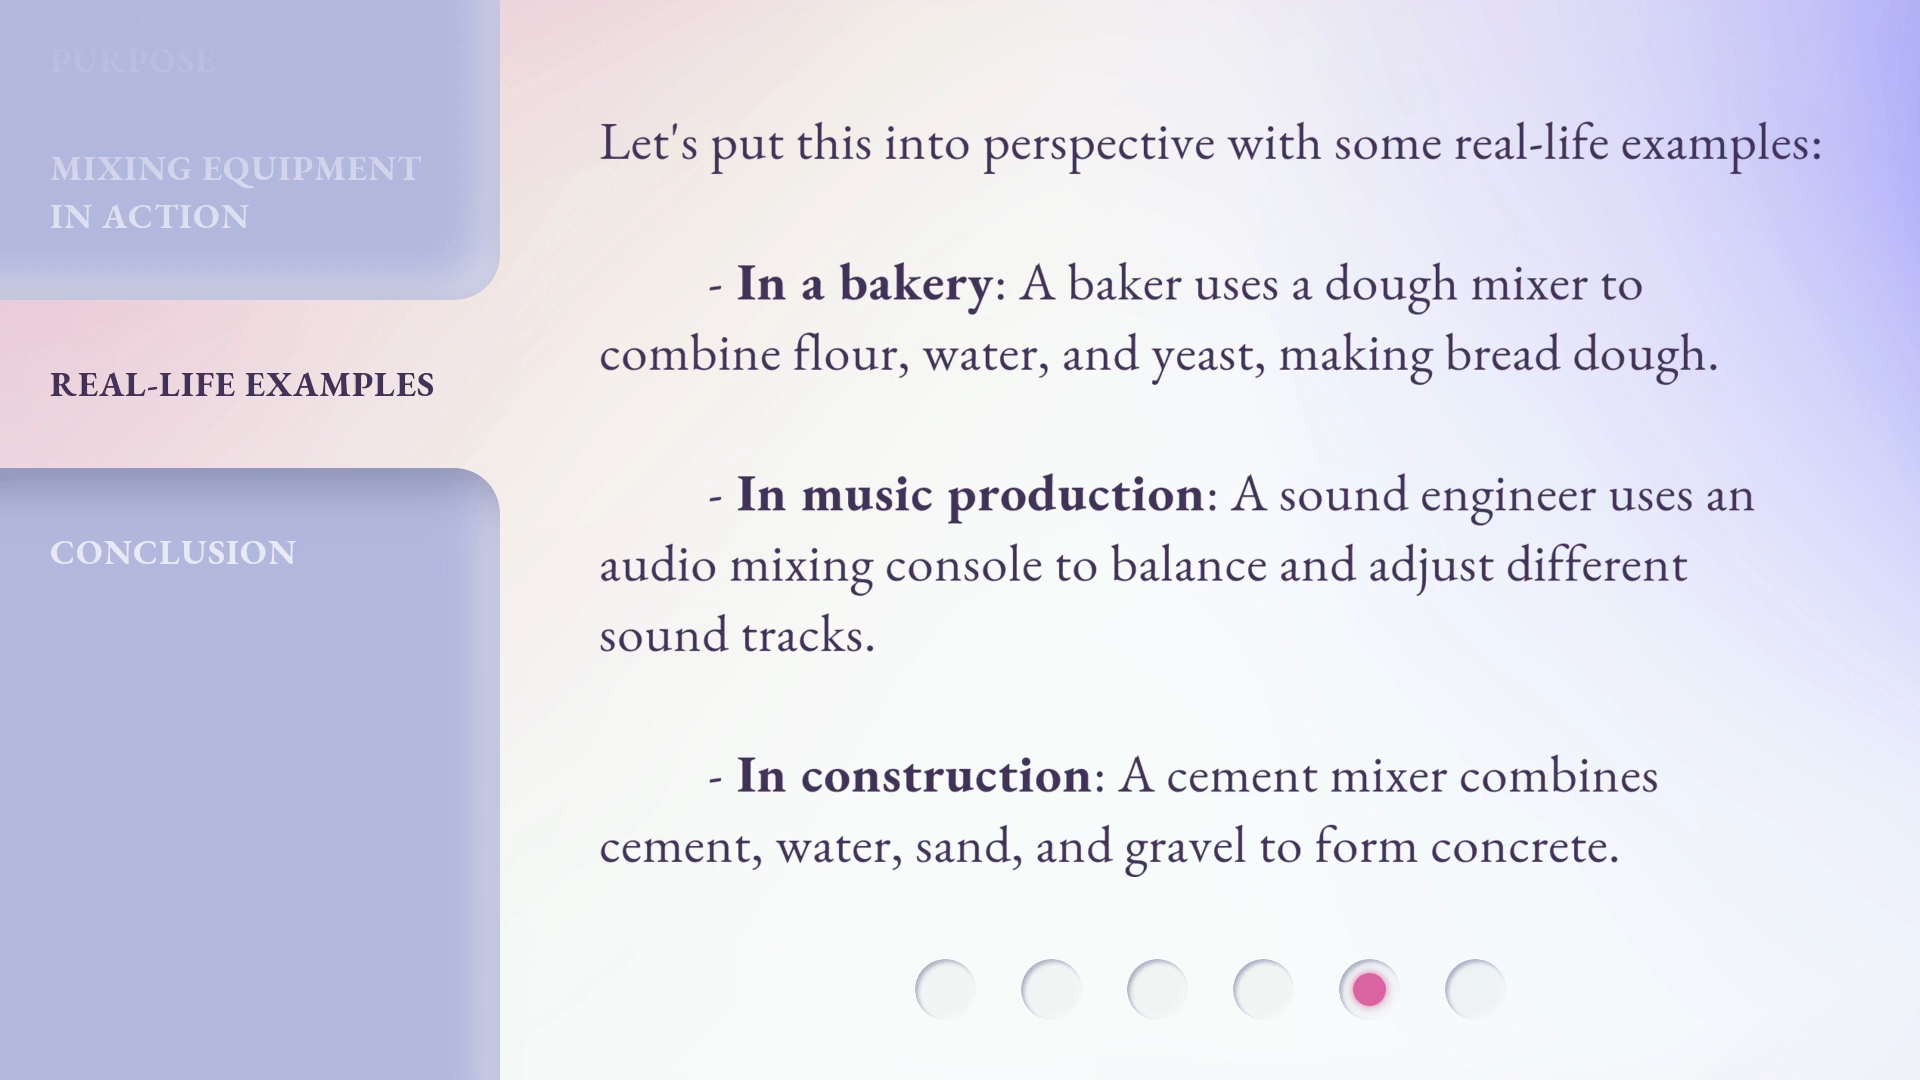 PURPOSE
MIXING EQUIPMENT
IN ACTION
REAL-LIFE EXAMPLES
CONCLUSION
Let's put this into perspective with some real-life examples:
- In a bakery: A baker uses a dough mixer to
combine flour, water, and yeast, making bread dough.
- In music production: A sound engineer uses an
audio mixing console to balance and adjust different
sound tracks.
- In construction: A cement mixer combines
cement, water, sand, and gravel to form concrete.